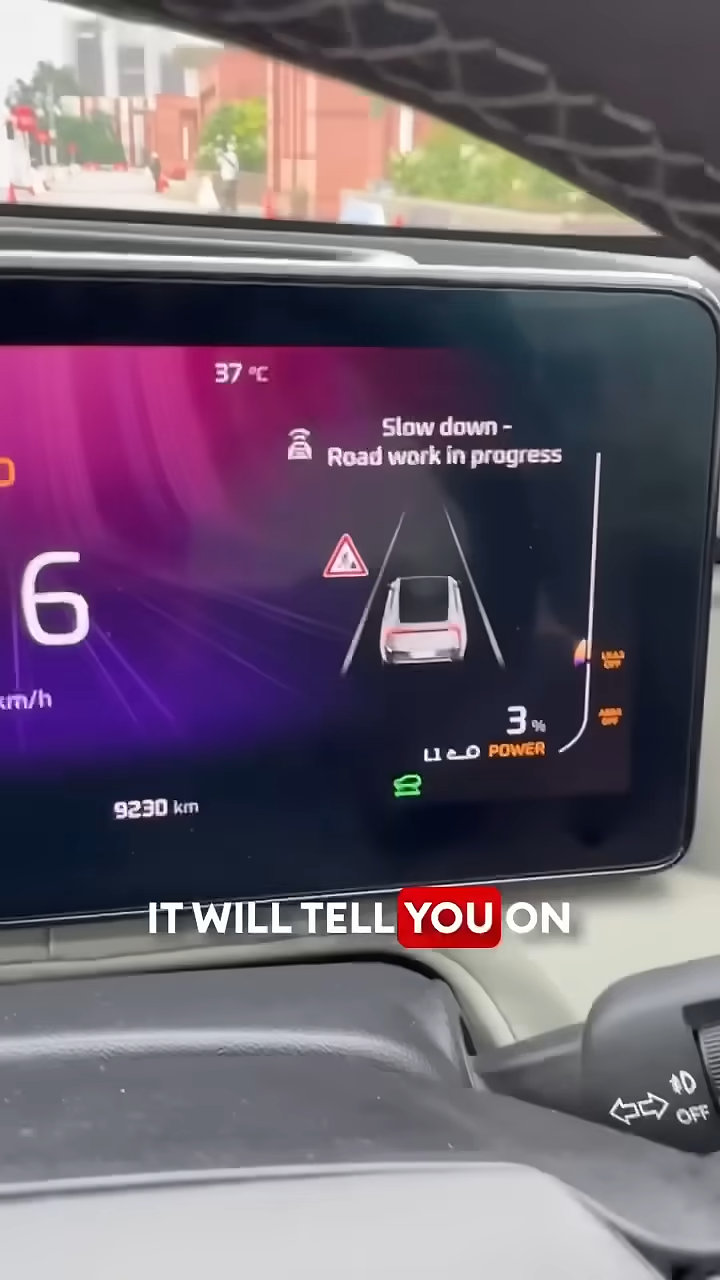 37 °C
Slow down -
Road work in progress
6
km/h
3 %
L1
POWER
9230 km
IT WILL TELL YOU ON
OFF